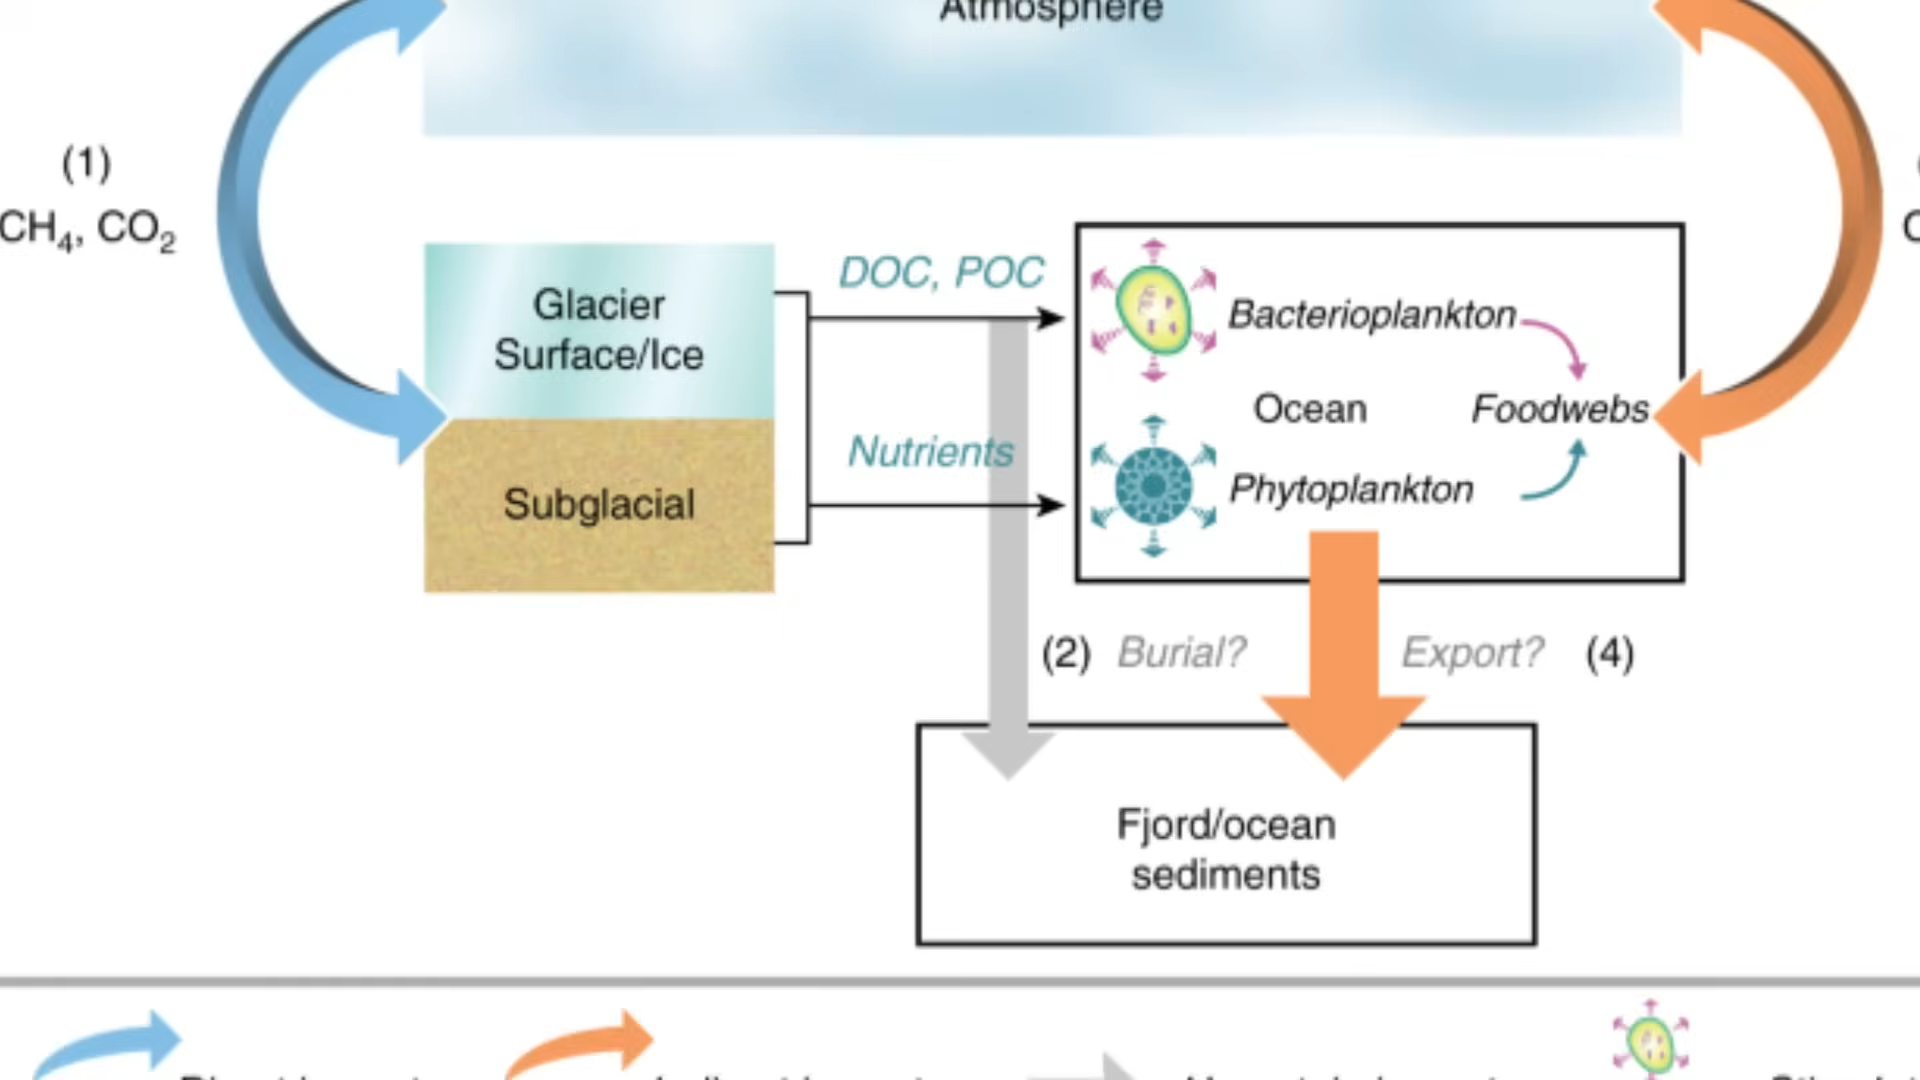 Atmosphere
(1)
CH₄, CO₂
Glacier
Surface/Ice
Subglacial
DOC, POC
Nutrients
Bacterioplankton
Ocean
Foodwebs
Phytoplankton
(2) Burial?
Export? (4)
Fjord/ocean
sediments